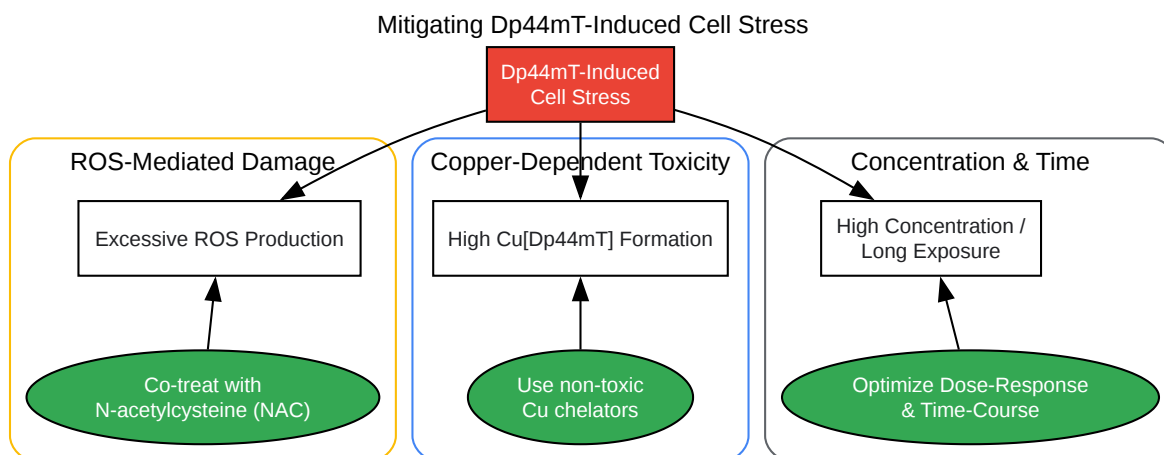 Mitigating Dp44mT-Induced Cell Stress
Dp44mT-Induced
Cell Stress
ROS-Mediated Damage
Copper-Dependent Toxicity
Concentration & Time
Excessive ROS Production
High Cu[Dp44mT] Formation
High Concentration /
Long Exposure
Co-treat with
N-acetylcysteine (NAC)
Use non-toxic
Cu chelators
Optimize Dose-Response
& Time-Course